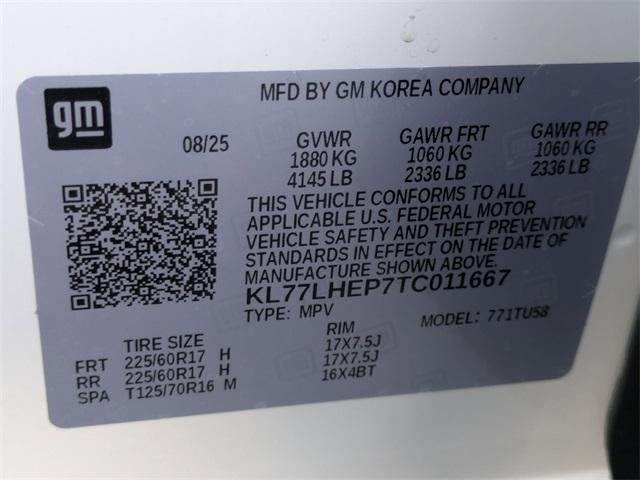 gm
MFD BY GM KOREA COMPANY
08/25 GVWR GAWR FRT GAWR RR
1880 KG 1060 KG 1060 KG
4145 LB 2336 LB 2336 LB
THIS VEHICLE CONFORMS TO ALL
APPLICABLE U.S. FEDERAL MOTOR
VEHICLE SAFETY AND THEFT PREVENTION
STANDARDS IN EFFECT ON THE DATE OF
MANUFACTURE SHOWN ABOVE.
KL77LHEP7TC011667
TYPE: MPV MODEL: 771TU58
TIRE SIZE RIM
FRT 225/60R17 H 17X7.5J
RR 225/60R17 H 17X7.5J
SPA T125/70R16 M 16X4BT